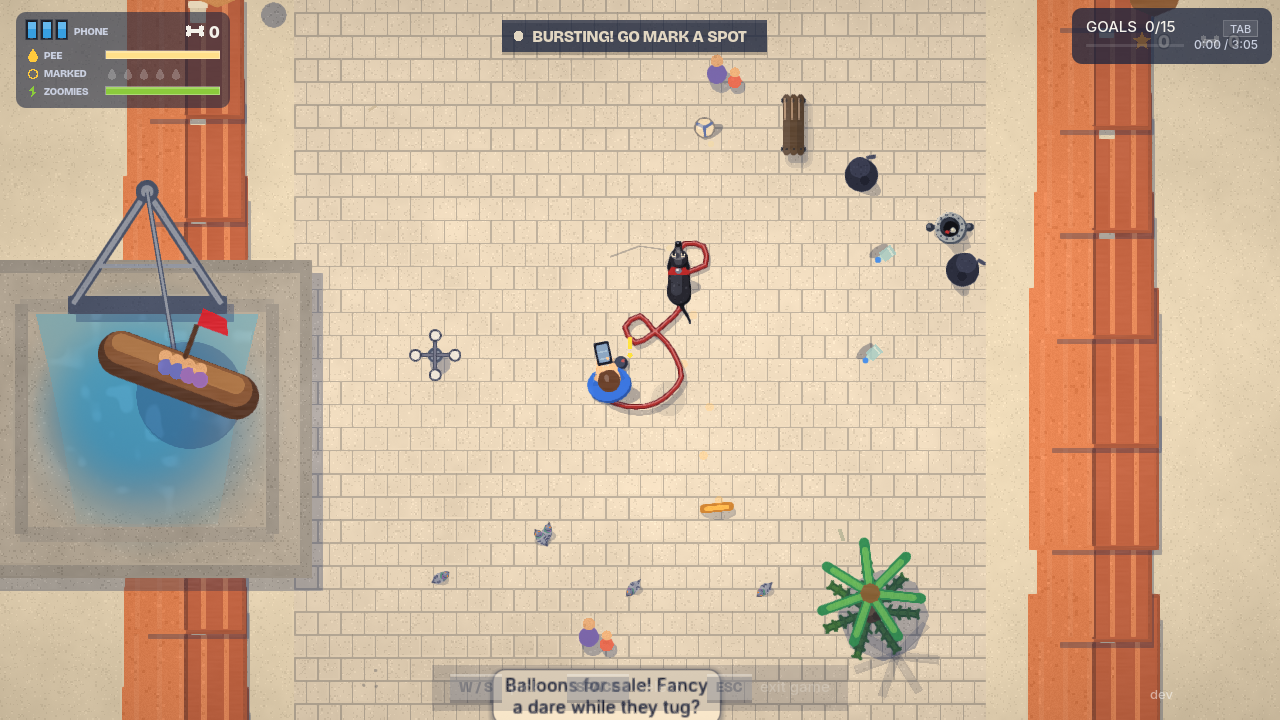 PHONE
0
PEE
MARKED
ZOOMIES
BURSTING! GO MARK A SPOT
GOALS 0/15
TAB
0
0:00 / 3:05
W / S
ESC
exit game
Balloons for sale! Fancy
a dare while they tug?
dev